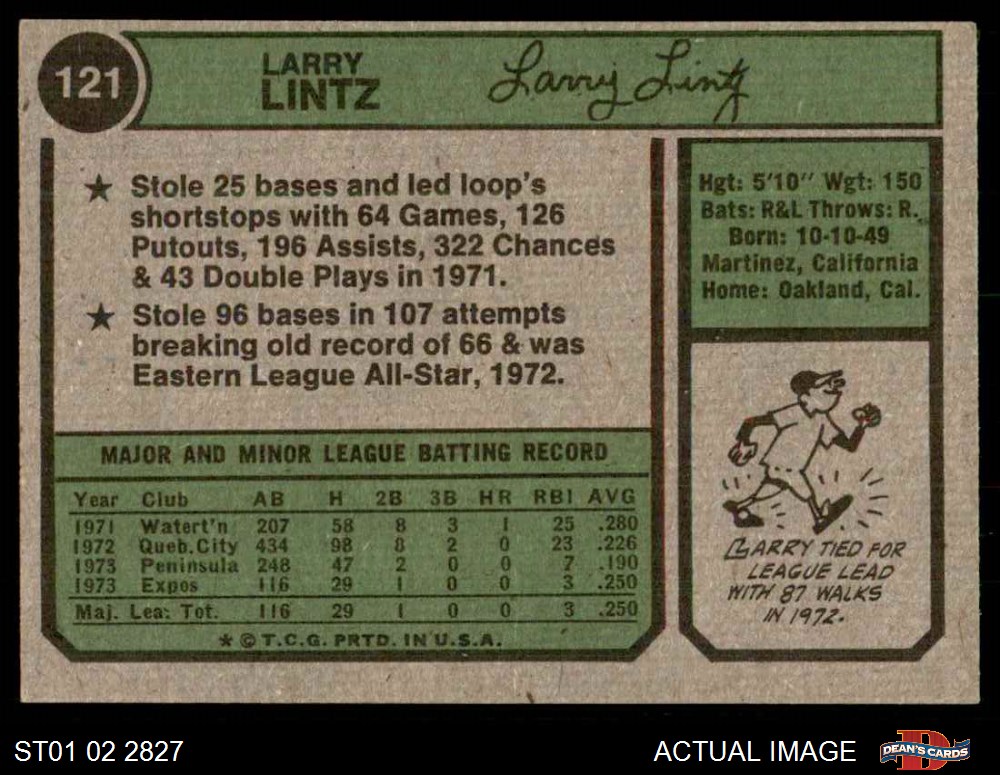 121
LARRY
LINTZ
Larry Lintz
★ Stole 25 bases and led loop's
shortstops with 64 Games, 126
Putouts, 196 Assists, 322 Chances
& 43 Double Plays in 1971.
★ Stole 96 bases in 107 attempts
breaking old record of 66 & was
Eastern League All-Star, 1972.
Hgt: 5'10" Wgt: 150
Bats: R&L Throws: R.
Born: 10-10-49
Martinez, California
Home: Oakland, Cal.
MAJOR AND MINOR LEAGUE BATTING RECORD
Year Club AB H 2B 3B HR RBI AVG
1971 Watert'n 207 58 8 3 1 25 .280
1972 Queb.City 434 98 8 2 0 23 .226
1973 Peninsula 248 47 2 0 0 7 .190
1973 Expos 116 29 1 0 0 3 .250
Maj. Lea. Tot. 116 29 1 0 0 3 .250
★ © T.C.G. PRTD. IN U.S.A.
LARRY TIED FOR
LEAGUE LEAD
WITH 87 WALKS
IN 1972.
ST01 02 2827
ACTUAL IMAGE
DEAN'S CARDS